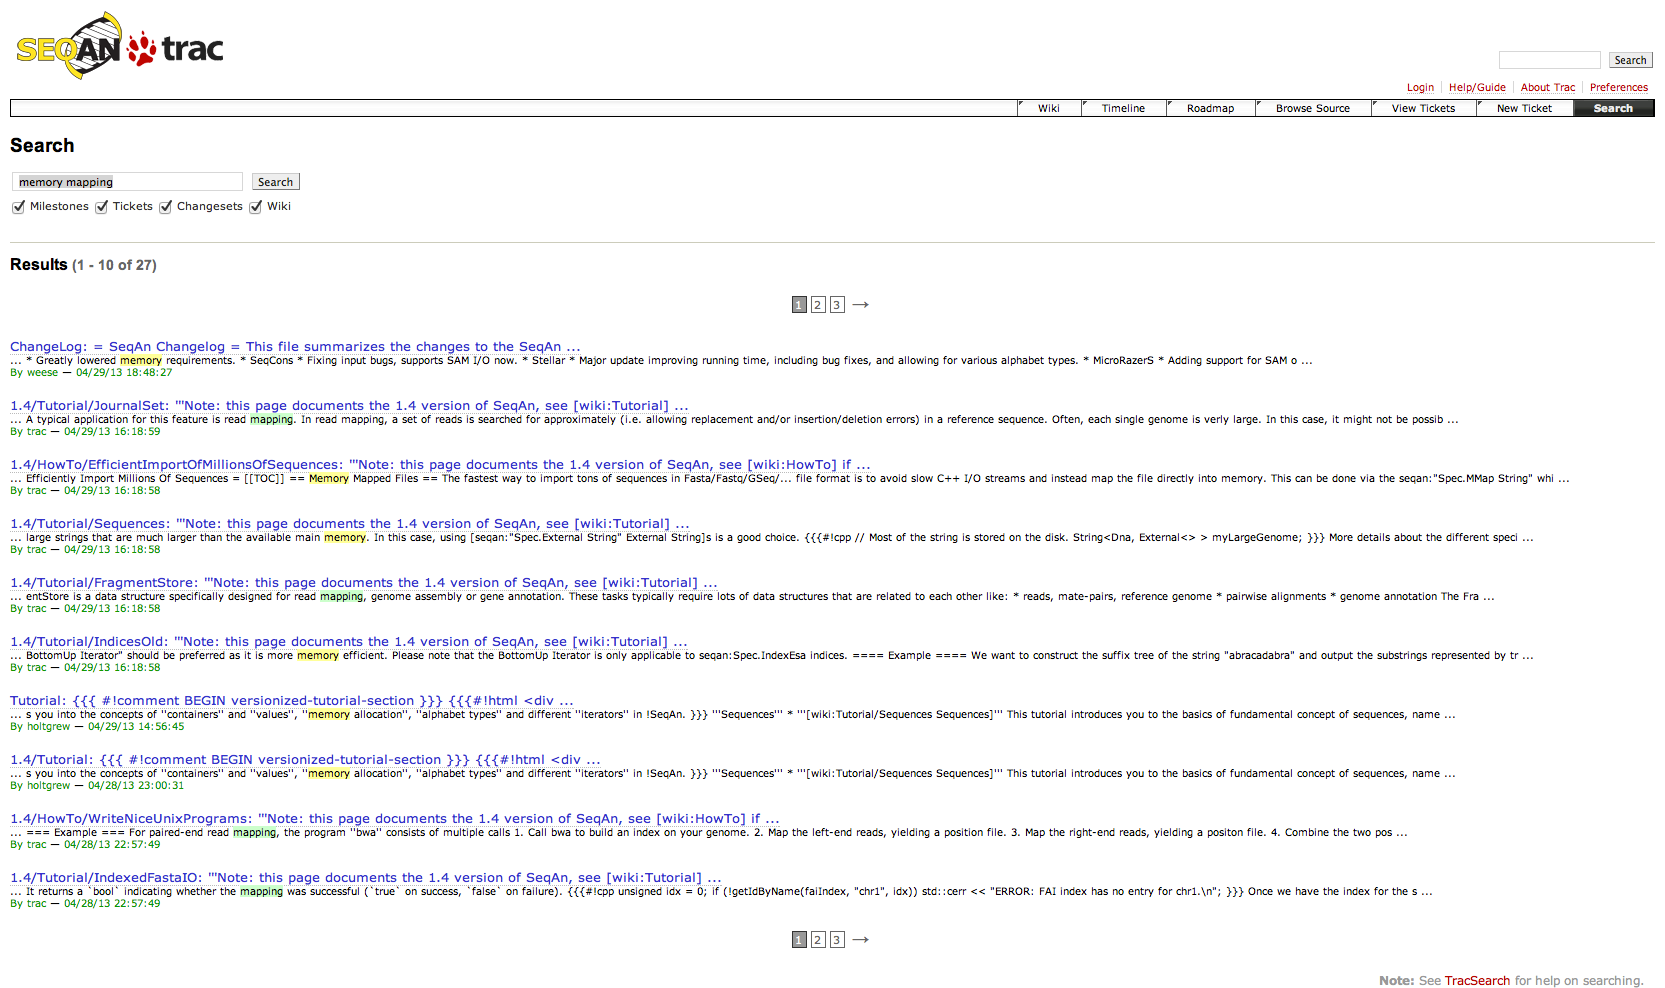 SEQAN trac
Search
Login Help/Guide About Trac Preferences
Wiki Timeline Roadmap Browse Source View Tickets New Ticket Search
Search
memory mapping Search
Milestones Tickets Changesets Wiki
Results (1 - 10 of 27)
1 2 3 →
ChangeLog: = SeqAn Changelog = This file summarizes the changes to the SeqAn ...
... * Greatly lowered memory requirements. * SeqCons * Fixing input bugs, supports SAM I/O now. * Stellar * Major update improving running time, including bug fixes, and allowing for various alphabet types. * MicroRazerS * Adding support for SAM o ...
By weese — 04/29/13 18:48:27
1.4/Tutorial/JournalSet: '''Note: this page documents the 1.4 version of SeqAn, see [wiki:Tutorial] ...
... A typical application for this feature is read mapping. In read mapping, a set of reads is searched for approximately (i.e. allowing replacement and/or insertion/deletion errors) in a reference sequence. Often, each single genome is verly large. In this case, it might not be possib ...
By trac — 04/29/13 16:18:59
1.4/HowTo/EfficientImportOfMillionsOfSequences: '''Note: this page documents the 1.4 version of SeqAn, see [wiki:HowTo] if ...
... Efficiently Import Millions Of Sequences = [[TOC]] == Memory Mapped Files == The fastest way to import tons of sequences in Fasta/Fastq/GSeq/... file format is to avoid slow C++ I/O streams and instead map the file directly into memory. This can be done via the seqan:"Spec.MMap String" whi ...
By trac — 04/29/13 16:18:58
1.4/Tutorial/Sequences: '''Note: this page documents the 1.4 version of SeqAn, see [wiki:Tutorial] ...
... large strings that are much larger than the available main memory. In this case, using [seqan:"Spec.External String" External String]s is a good choice. {{{#!cpp // Most of the string is stored on the disk. String<Dna, External<> > myLargeGenome; }}} More details about the different speci ...
By trac — 04/29/13 16:18:58
1.4/Tutorial/FragmentStore: '''Note: this page documents the 1.4 version of SeqAn, see [wiki:Tutorial] ...
... entStore is a data structure specifically designed for read mapping, genome assembly or gene annotation. These tasks typically require lots of data structures that are related to each other like: * reads, mate-pairs, reference genome * pairwise alignments * genome annotation The Fra ...
By trac — 04/29/13 16:18:58
1.4/Tutorial/IndicesOld: '''Note: this page documents the 1.4 version of SeqAn, see [wiki:Tutorial] ...
... BottomUp Iterator" should be preferred as it is more memory efficient. Please note that the BottomUp Iterator is only applicable to seqan:Spec.IndexEsa indices. ==== Example ==== We want to construct the suffix tree of the string "abracadabra" and output the substrings represented by tr ...
By trac — 04/29/13 16:18:58
Tutorial: {{{ #!comment BEGIN versionized-tutorial-section }}} {{{#!html <div ...
... s you into the concepts of ''containers'' and ''values'', ''memory allocation'', ''alphabet types'' and different ''iterators'' in !SeqAn. }}} '''Sequences''' * '''[wiki:Tutorial/Sequences Sequences]''' This tutorial introduces you to the basics of fundamental concept of sequences, name ...
By holtgrew — 04/29/13 14:56:45
1.4/Tutorial: {{{ #!comment BEGIN versionized-tutorial-section }}} {{{#!html <div ...
... s you into the concepts of ''containers'' and ''values'', ''memory allocation'', ''alphabet types'' and different ''iterators'' in !SeqAn. }}} '''Sequences''' * '''[wiki:Tutorial/Sequences Sequences]''' This tutorial introduces you to the basics of fundamental concept of sequences, name ...
By holtgrew — 04/28/13 23:00:31
1.4/HowTo/WriteNiceUnixPrograms: '''Note: this page documents the 1.4 version of SeqAn, see [wiki:HowTo] if ...
... === Example === For paired-end read mapping, the program ''bwa'' consists of multiple calls 1. Call bwa to build an index on your genome. 2. Map the left-end reads, yielding a position file. 3. Map the right-end reads, yielding a positon file. 4. Combine the two pos ...
By trac — 04/28/13 22:57:49
1.4/Tutorial/IndexedFastaIO: '''Note: this page documents the 1.4 version of SeqAn, see [wiki:Tutorial] ...
... It returns a `bool` indicating whether the mapping was successful (`true` on success, `false` on failure). {{{#!cpp unsigned idx = 0; if (!getIdByName(faiIndex, "chr1", idx)) std::cerr << "ERROR: FAI index has no entry for chr1.\n"; }}} Once we have the index for the s ...
By trac — 04/28/13 22:57:49
1 2 3 →
Note: See TracSearch for help on searching.